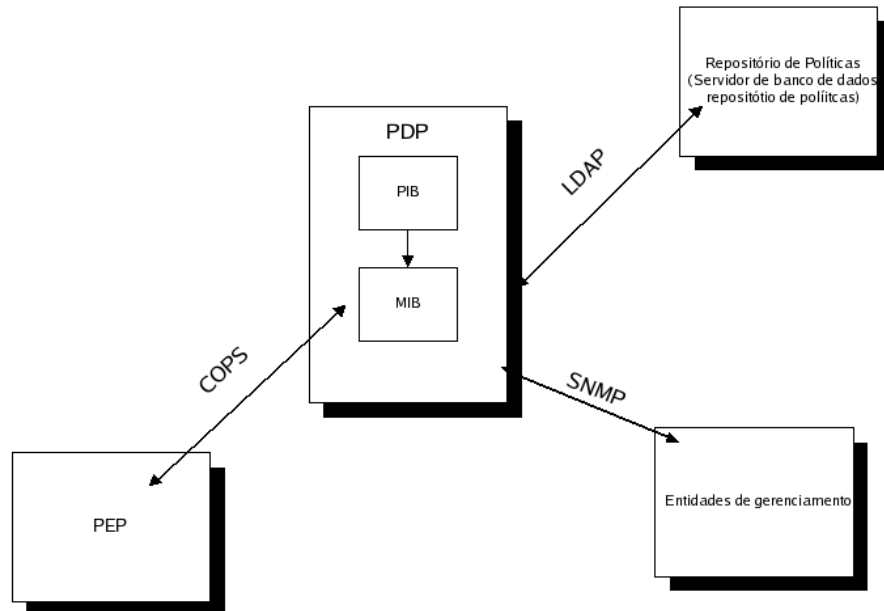 Repositório de Políticas
(Servidor de banco de dados
repositótio de políitcas)
PDP
PIB
LDAP
MIB
COPS
SNMP
PEP
Entidades de gerenciamento